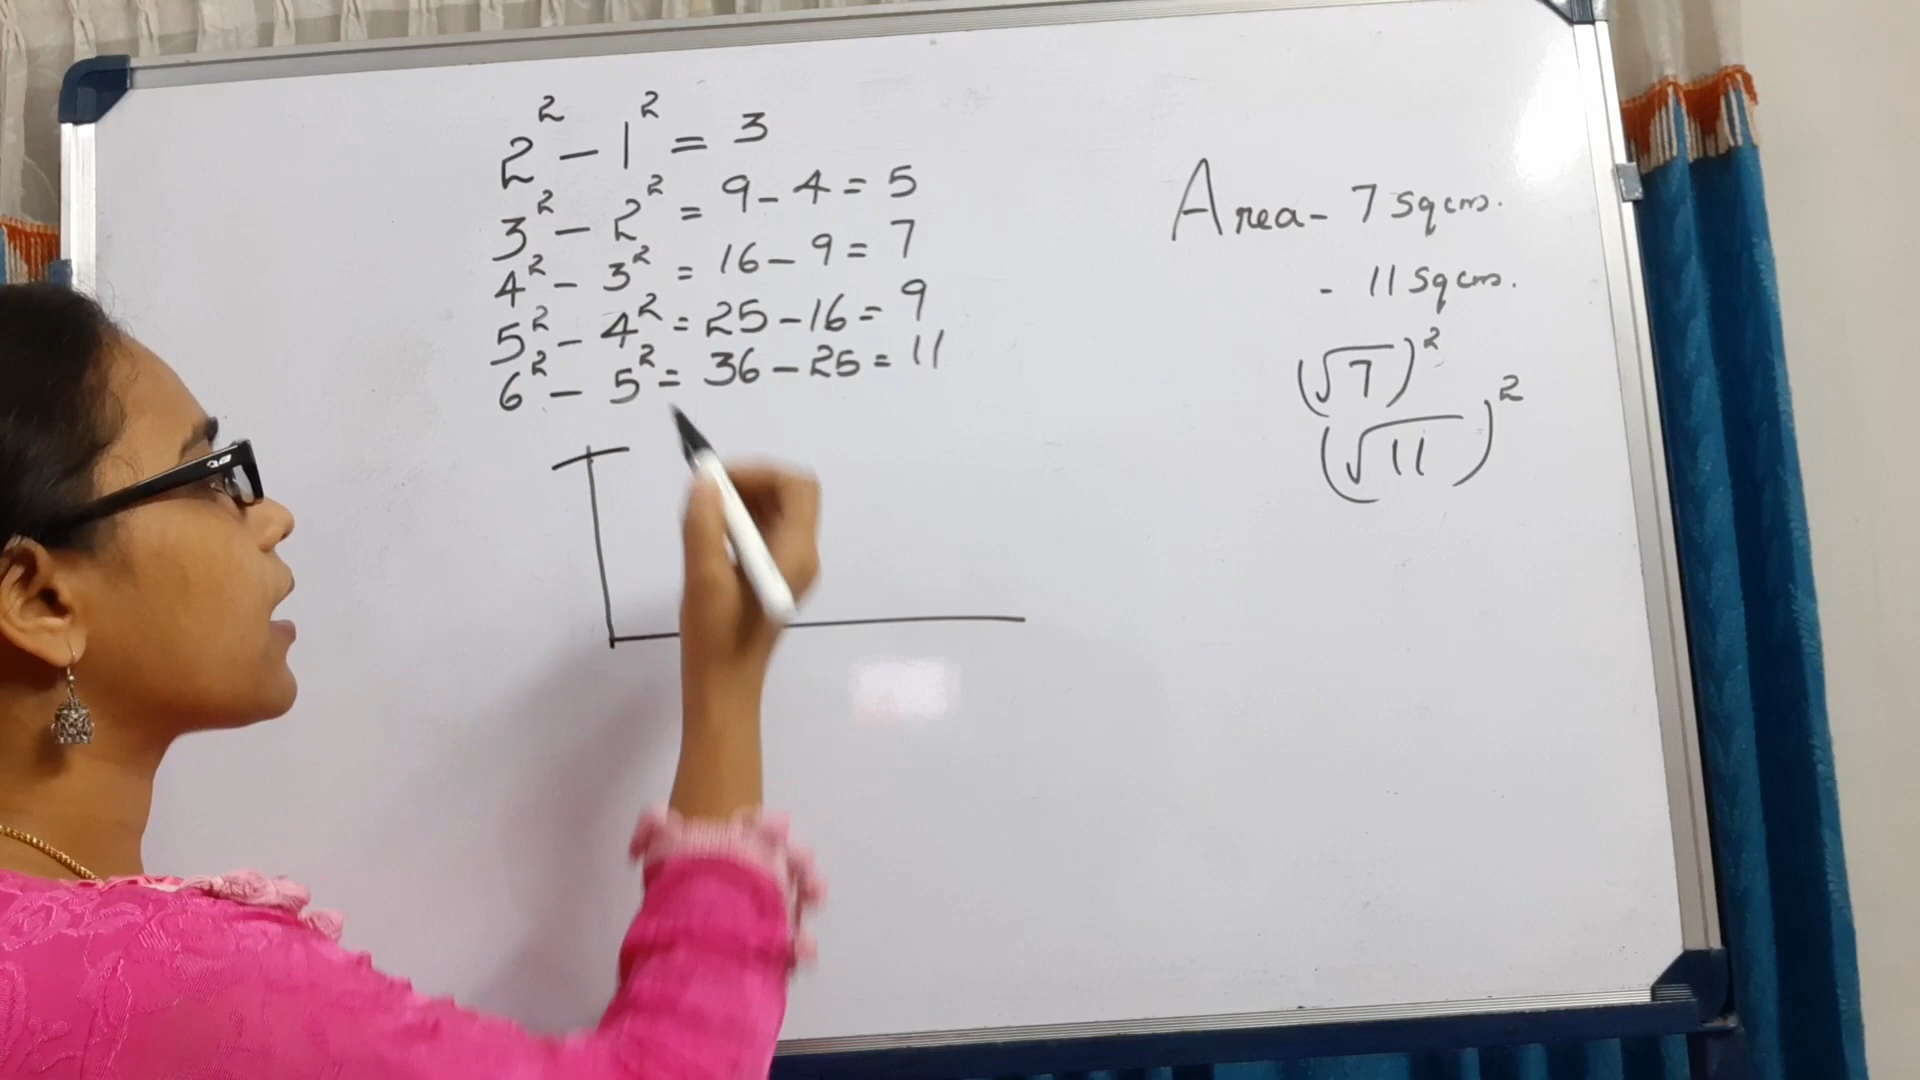 2² - 1² = 3
3² - 2² = 9 - 4 = 5
4² - 3² = 16 - 9 = 7
5² - 4² = 25 - 16 = 9
6² - 5² = 36 - 25 = 11
Area - 7 Sq cms.
- 11 Sq cms.
(√7)²
(√11)²